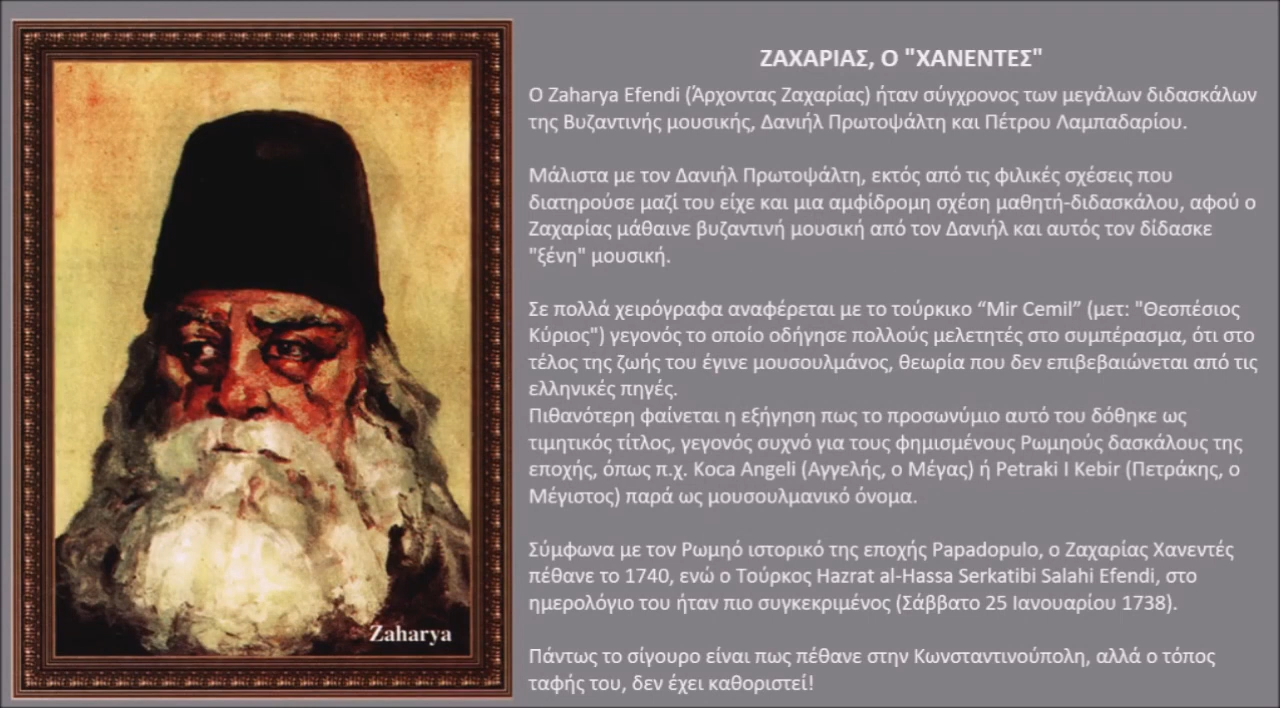 Zaharya
ΖΑΧΑΡΙΑΣ, Ο "ΧΑΝΕΝΤΕΣ"
Ο Zaharya Efendi (Άρχοντας Ζαχαρίας) ήταν σύγχρονος των μεγάλων διδασκάλων
της Βυζαντινής μουσικής, Δανιήλ Πρωτοψάλτη και Πέτρου Λαμπαδαρίου.
Μάλιστα με τον Δανιήλ Πρωτοψάλτη, εκτός από τις φιλικές σχέσεις που
διατηρούσε μαζί του είχε και μια αμφίδρομη σχέση μαθητή-διδασκάλου, αφού ο
Ζαχαρίας μάθαινε βυζαντινή μουσική από τον Δανιήλ και αυτός τον δίδασκε
"ξένη" μουσική.
Σε πολλά χειρόγραφα αναφέρεται με το τούρκικο “Mir Cemil” (μετ: "Θεσπέσιος
Κύριος") γεγονός το οποίο οδήγησε πολλούς μελετητές στο συμπέρασμα, ότι στο
τέλος της ζωής του έγινε μουσουλμάνος, θεωρία που δεν επιβεβαιώνεται από τις
ελληνικές πηγές.
Πιθανότερη φαίνεται η εξήγηση πως το προσωνύμιο αυτό του δόθηκε ως
τιμητικός τίτλος, γεγονός συχνό για τους φημισμένους Ρωμηούς δασκάλους της
εποχής, όπως π.χ. Koca Angeli (Αγγελής, ο Μέγας) ή Petraki I Kebir (Πετράκης, ο
Μέγιστος) παρά ως μουσουλμανικό όνομα.
Σύμφωνα με τον Ρωμηό ιστορικό της εποχής Papadopulo, ο Ζαχαρίας Χανεντές
πέθανε το 1740, ενώ ο Τούρκος Hazrat al-Hassa Serkatibi Salahi Efendi, στο
ημερολόγιο του ήταν πιο συγκεκριμένος (Σάββατο 25 Ιανουαρίου 1738).
Πάντως το σίγουρο είναι πως πέθανε στην Κωνσταντινούπολη, αλλά ο τόπος
ταφής του, δεν έχει καθοριστεί!